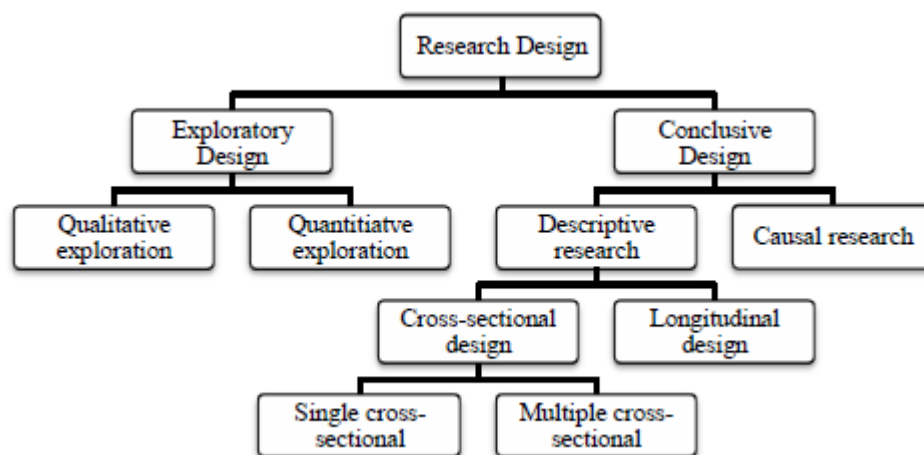 Research Design
Exploratory
Design
Conclusive
Design
Qualitative
exploration
Quantitiatve
exploration
Descriptive
research
Causal research
Cross-sectional
design
Longitudinal
design
Single cross-
sectional
Multiple cross-
sectional